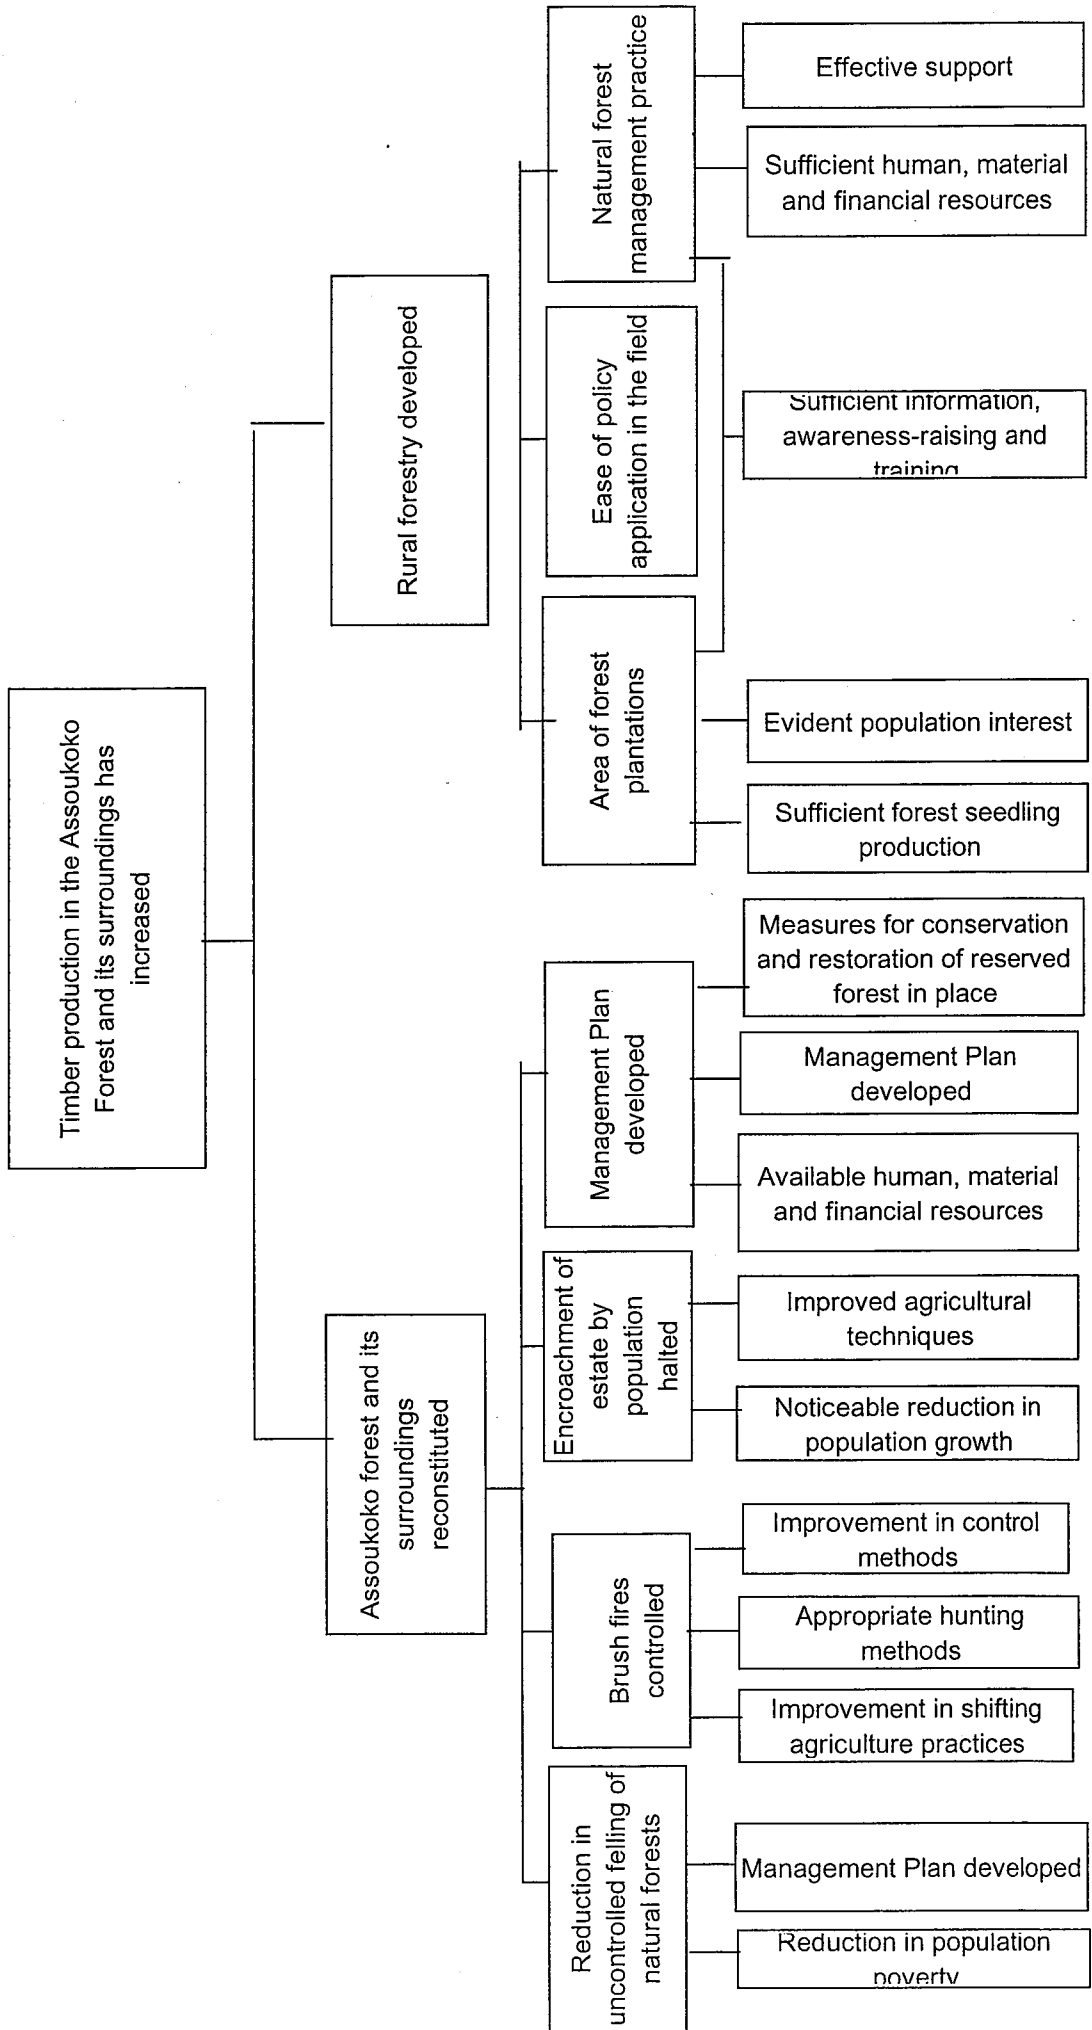 Timber production in the Assoukoko
Forest and its surroundings has
increased
Assoukoko forest and its
surroundings
reconstituted
Rural forestry developed
Reduction in
uncontrolled felling of
natural forests
Brush fires
controlled
Encroachment of
estate by
population
halted
Management Plan
developed
Area of forest
plantations
Ease of policy
application in the field
Natural forest
management practice
Reduction in population
poverty
Management Plan developed
Improvement in shifting
agriculture practices
Appropriate hunting
methods
Improvement in control
methods
Noticeable reduction in
population growth
Improved agricultural
techniques
Available human, material
and financial resources
Management Plan
developed
Measures for conservation
and restoration of reserved
forest in place
Sufficient forest seedling
production
Evident population interest
Sufficient information,
awareness-raising and
training
Sufficient human, material
and financial resources
Effective support